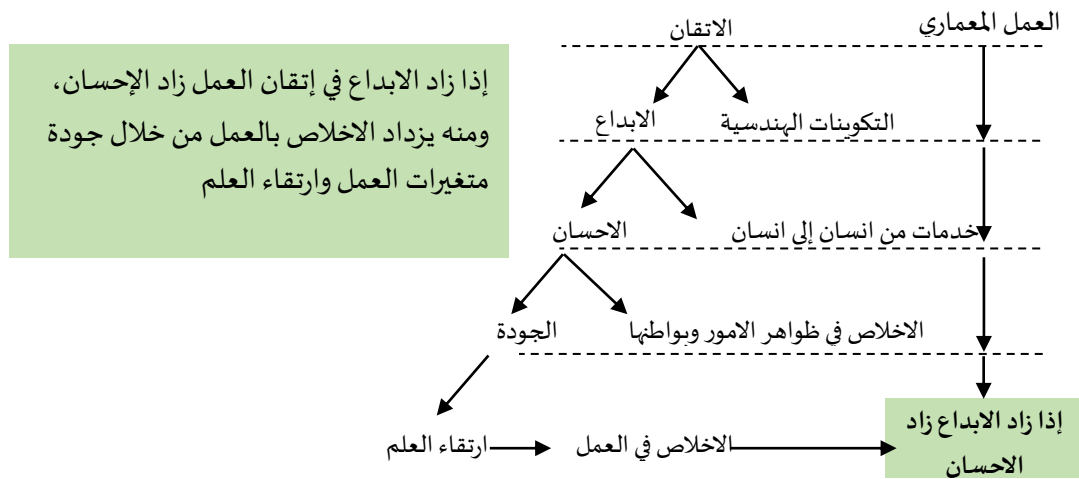 العمل المعماري
الاتقان
إذا زاد الابداع في إتقان العمل زاد الإحسان،
ومنه يزداد الاخلاص بالعمل من خلال جودة
متغيرات العمل وارتقاء العلم
التكوينات الهندسية
الابداع
خدمات من انسان إلى انسان
الاحسان
الاخلاص في ظواهر الامور وبواطنها
الجودة
إذا زاد الابداع زاد
الاحسان
الاخلاص في العمل
ارتقاء العلم